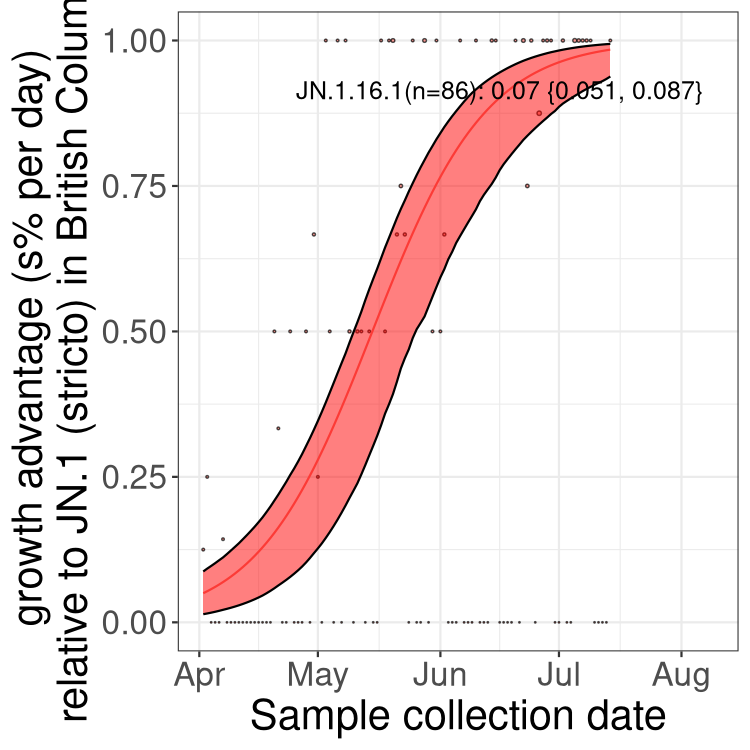 growth advantage (s% per day)
relative to JN.1 (stricto) in British Colum
1.00
0.75
0.50
0.25
0.00
JN.1.16.1(n=86): 0.07 {0.051, 0.087}
Apr May Jun Jul Aug
Sample collection date